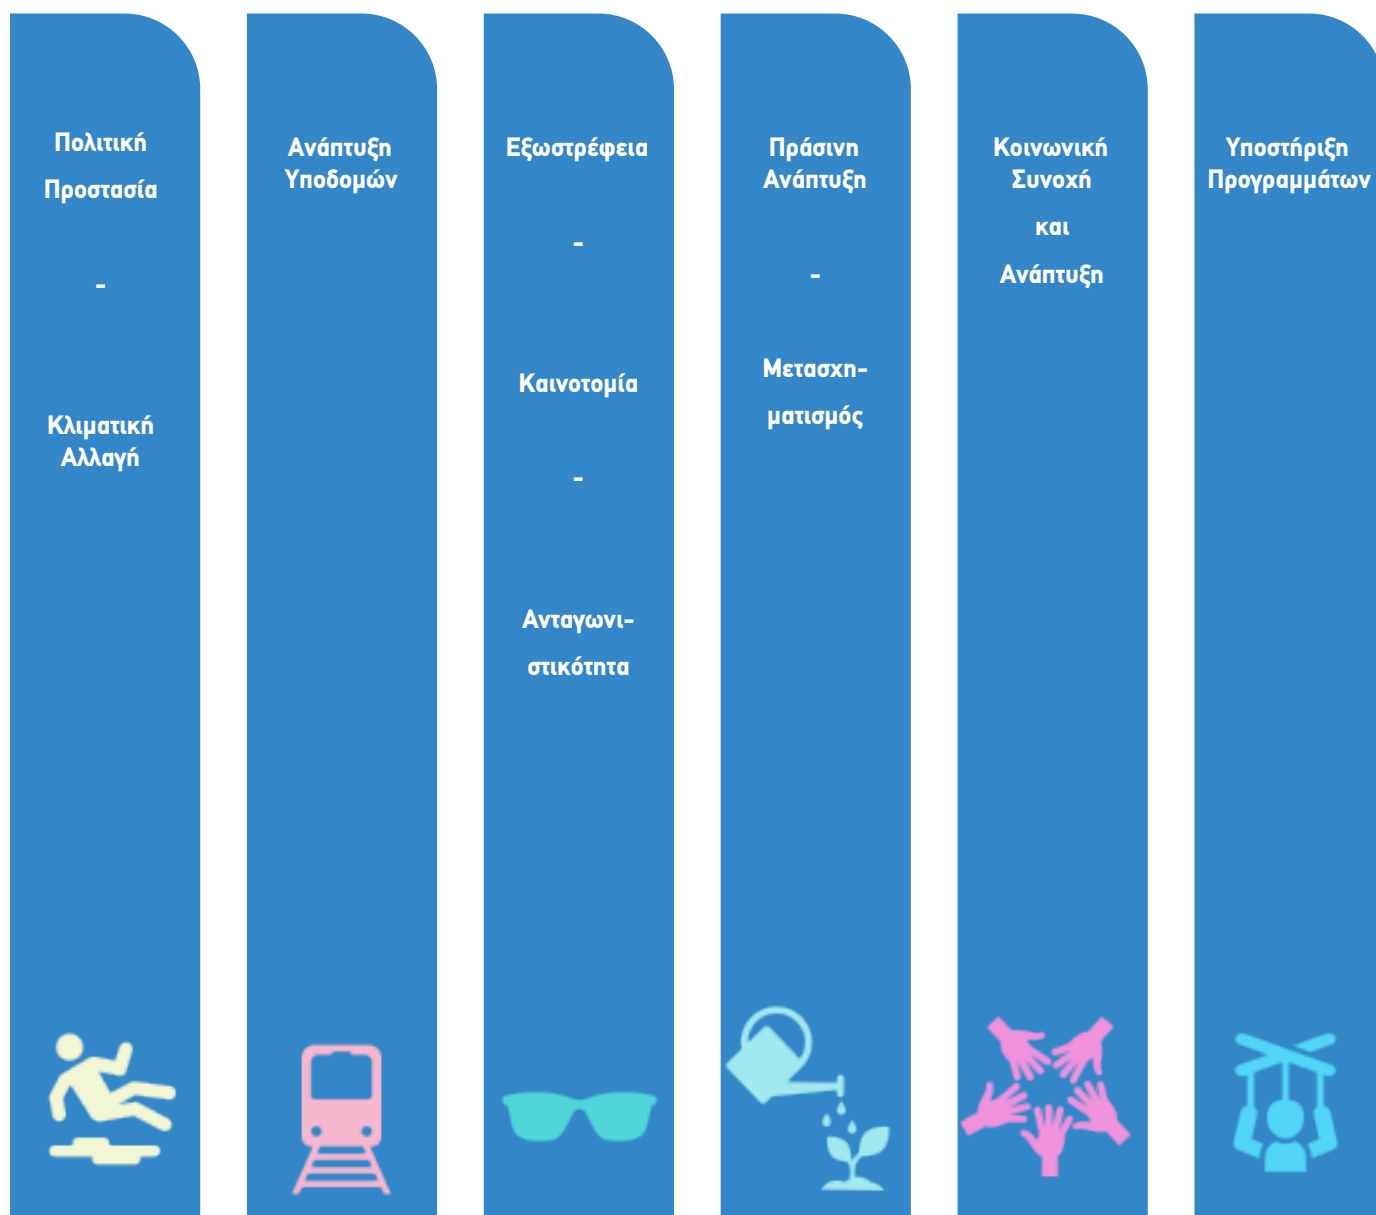 Πολιτική
Προστασία
-
Κλιματική
Αλλαγή
Ανάπτυξη
Υποδομών
Εξωστρέφεια
-
Καινοτομία
-
Ανταγωνι-
στικότητα
Πράσινη
Ανάπτυξη
-
Μετασχη-
ματισμός
Κοινωνική
Συνοχή
και
Ανάπτυξη
Υποστήριξη
Προγραμμάτων